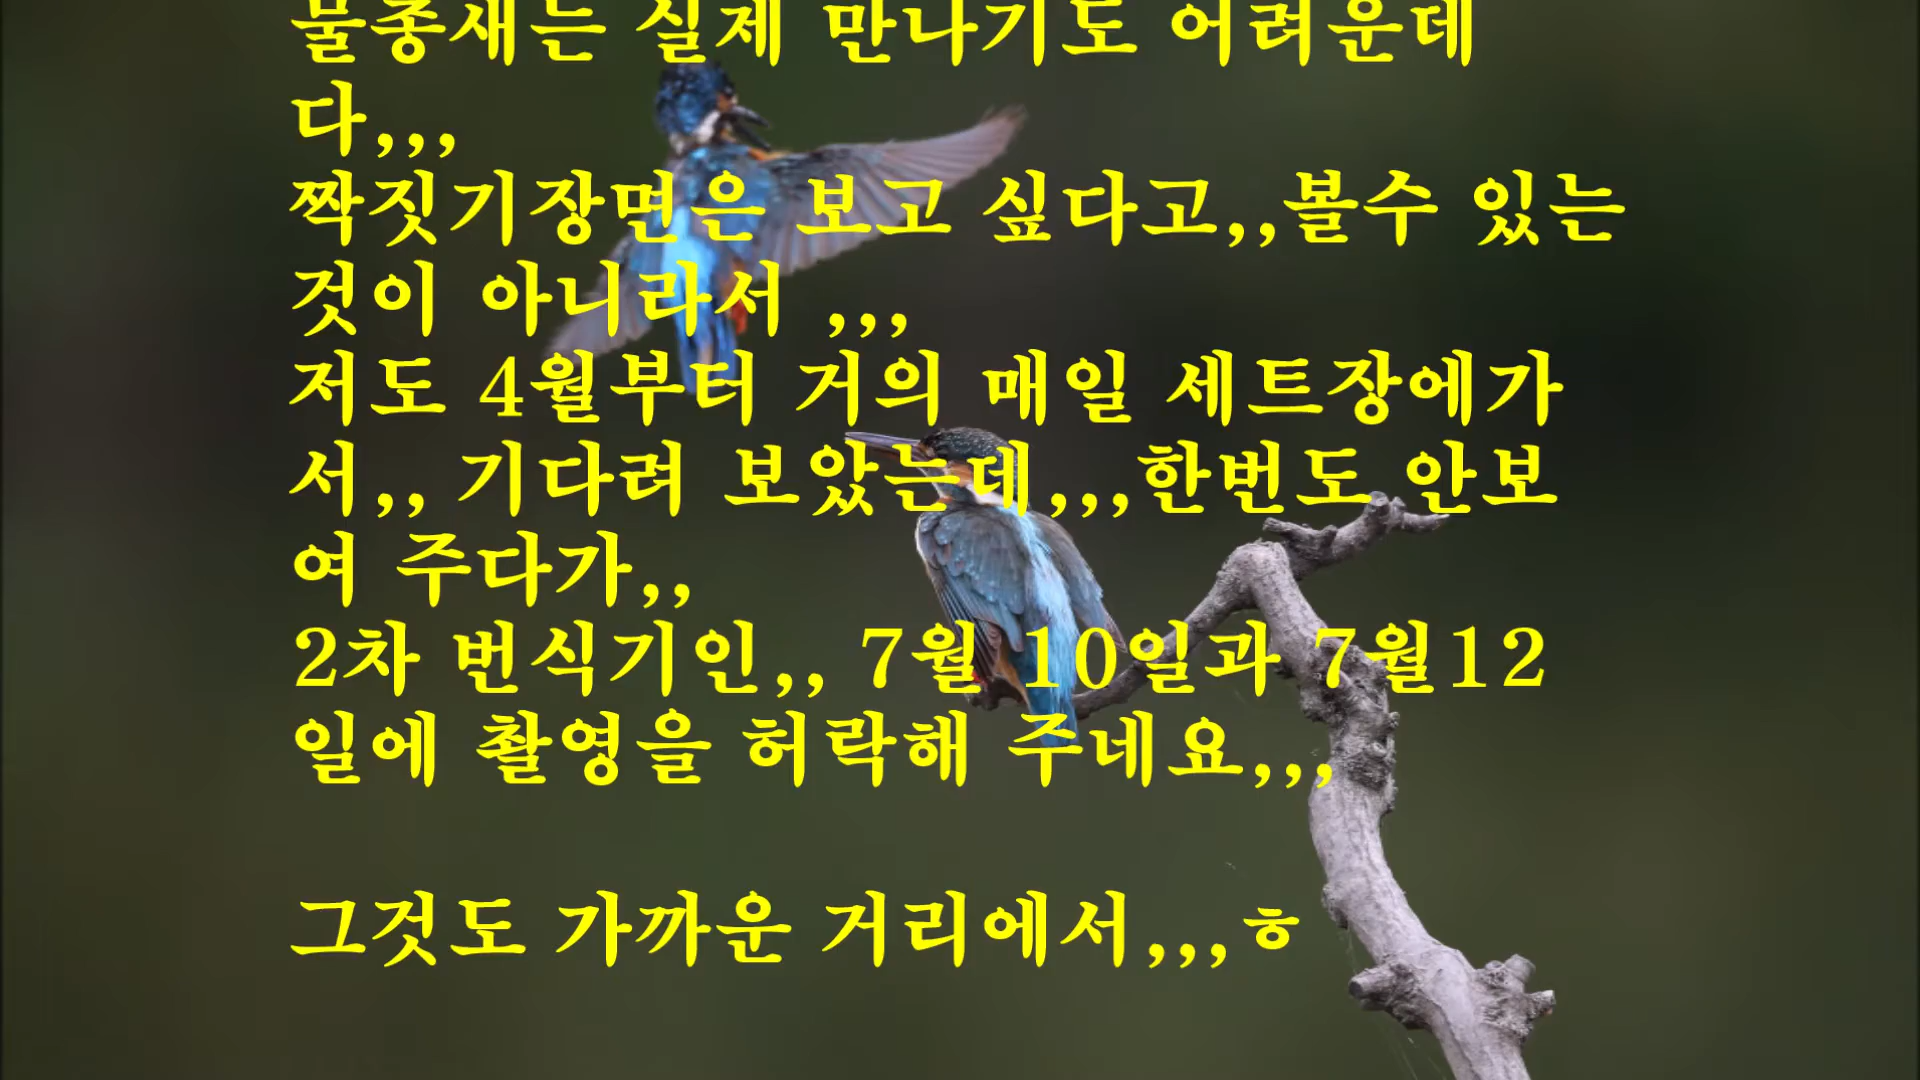 물총새는 실제 만나기도 어려운데
다,,,
짝짓기장면은 보고 싶다고,,볼수 있는
것이 아니라서 ,,,
저도 4월부터 거의 매일 세트장에가
서,, 기다려 보았는데,,,한번도 안보
여 주다가,,
2차 번식기인,, 7월 10일과 7월12
일에 촬영을 허락해 주네요,,,
그것도 가까운 거리에서,,,ㅎ